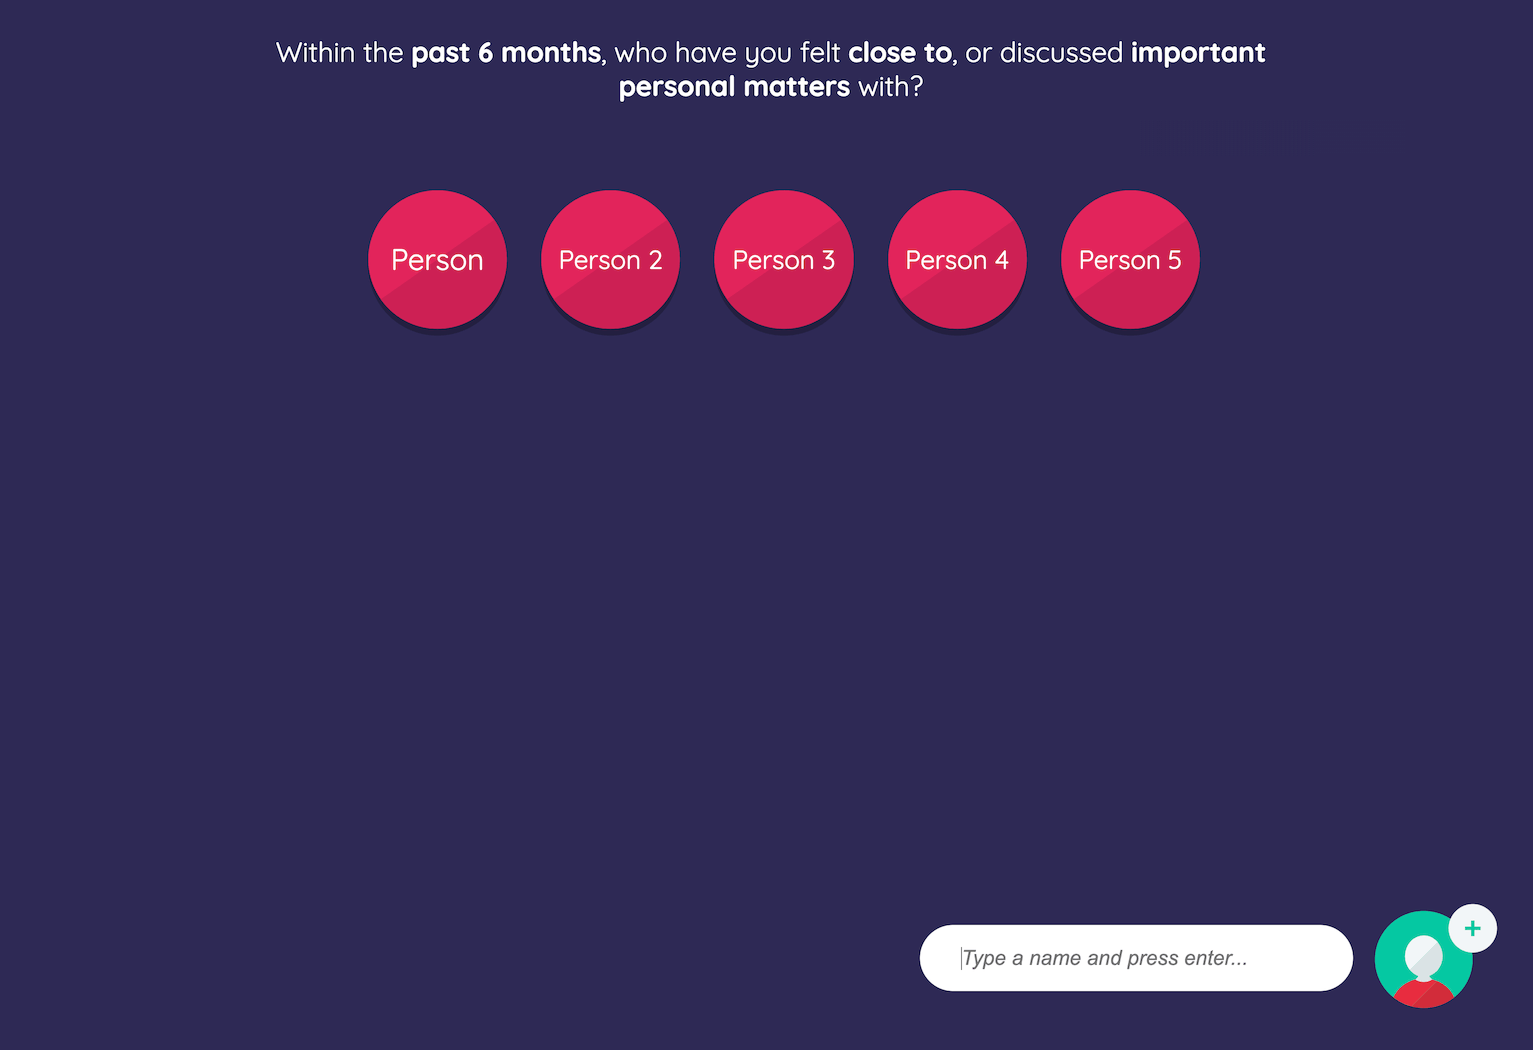 Within the past 6 months, who have you felt close to, or discussed important
personal matters with?
Person
Person 2
Person 3
Person 4
Person 5
Type a name and press enter...
+